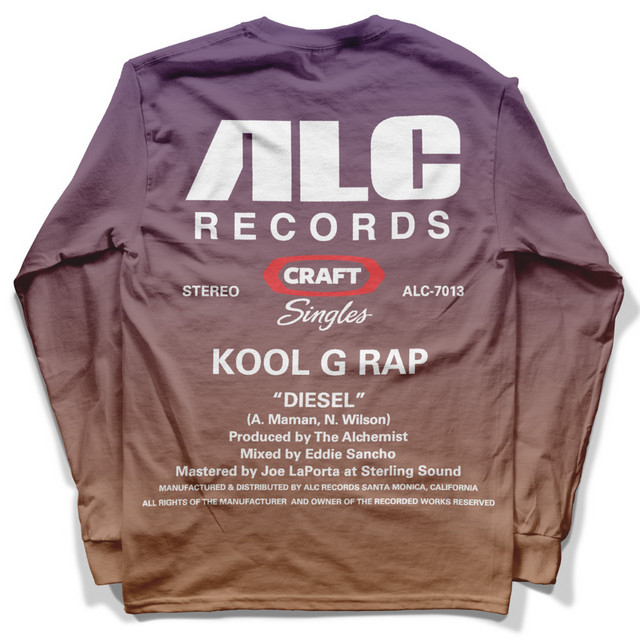 ALC
RECORDS
CRAFT
STEREO
ALC-7013
Singles
KOOL G RAP
“DIESEL”
(A. Maman, N. Wilson)
Produced by The Alchemist
Mixed by Eddie Sancho
Mastered by Joe LaPorta at Sterling Sound
MANUFACTURED & DISTRIBUTED BY ALC RECORDS SANTA MONICA, CALIFORNIA
ALL RIGHTS OF THE MANUFACTURER AND OWNER OF THE RECORDED WORKS RESERVED